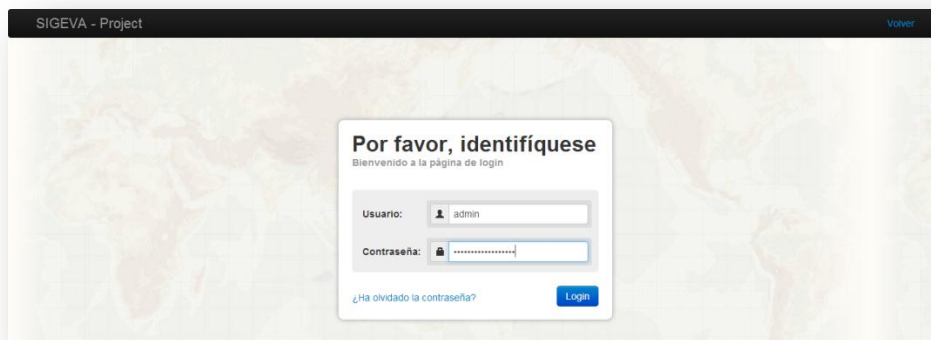 SIGEVA - Project
Volver
Por favor, identifíquese
Bienvenido a la página de login
Usuario: admin
Contraseña:
¿Ha olvidado la contraseña?
Login